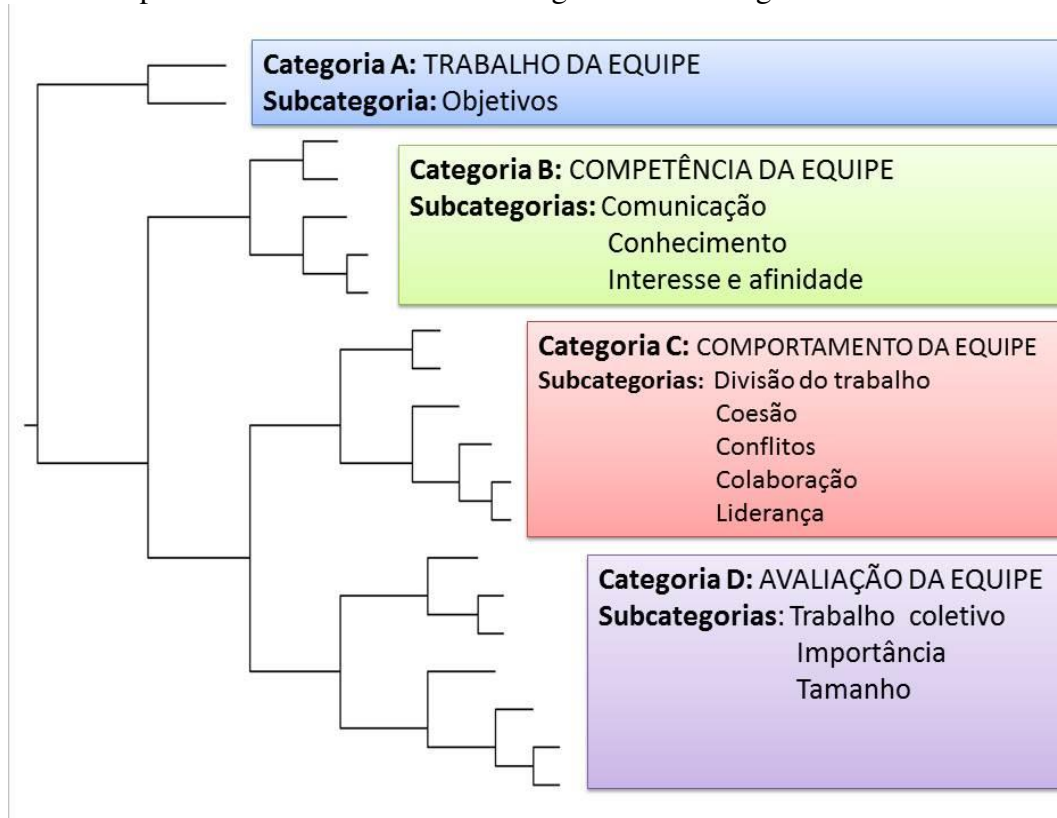 Categoria A: TRABALHO DA EQUIPE
Subcategoria: Objetivos
Categoria B: COMPETÊNCIA DA EQUIPE
Subcategorias: Comunicação
Conhecimento
Interesse e afinidade
Categoria C: COMPORTAMENTO DA EQUIPE
Subcategorias: Divisão do trabalho
Coesão
Conflitos
Colaboração
Liderança
Categoria D: AVALIAÇÃO DA EQUIPE
Subcategorias: Trabalho coletivo
Importância
Tamanho